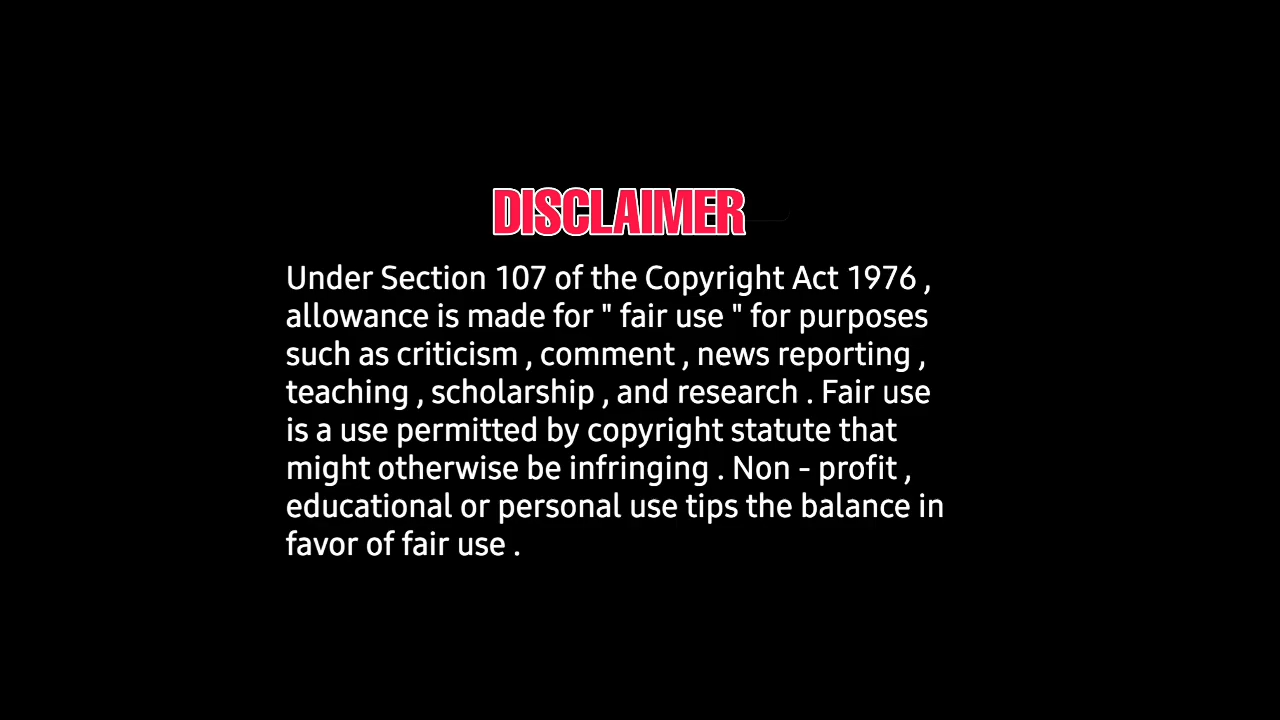 DISCLAIMER
Under Section 107 of the Copyright Act 1976 ,
allowance is made for " fair use " for purposes
such as criticism , comment , news reporting ,
teaching , scholarship , and research . Fair use
is a use permitted by copyright statute that
might otherwise be infringing . Non - profit ,
educational or personal use tips the balance in
favor of fair use .